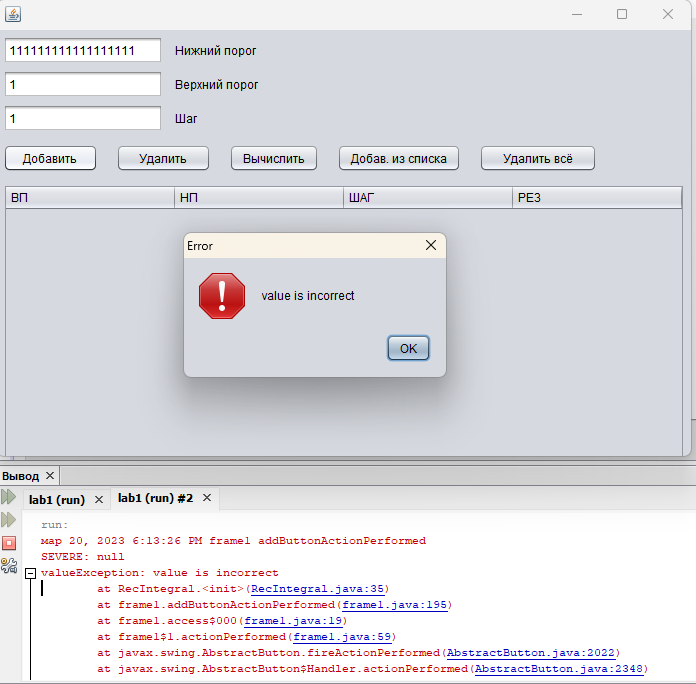 111111111111111111 Нижний порог
1 Верхний порог
1 Шаг
Добавить Удалить Вычислить Добав. из списка Удалить всё
ВП НП ШАГ РЕЗ
Error
value is incorrect
OK
Вывод
lab1 (run) lab1 (run) #2
run:
мар 20, 2023 6:13:26 PM frame1 addButtonActionPerformed
SEVERE: null
valueException: value is incorrect
at RecIntegral.<init>(RecIntegral.java:35)
at frame1.addButtonActionPerformed(frame1.java:195)
at frame1.access$000(frame1.java:19)
at frame1$1.actionPerformed(frame1.java:59)
at javax.swing.AbstractButton.fireActionPerformed(AbstractButton.java:2022)
at javax.swing.AbstractButton$Handler.actionPerformed(AbstractButton.java:2348)